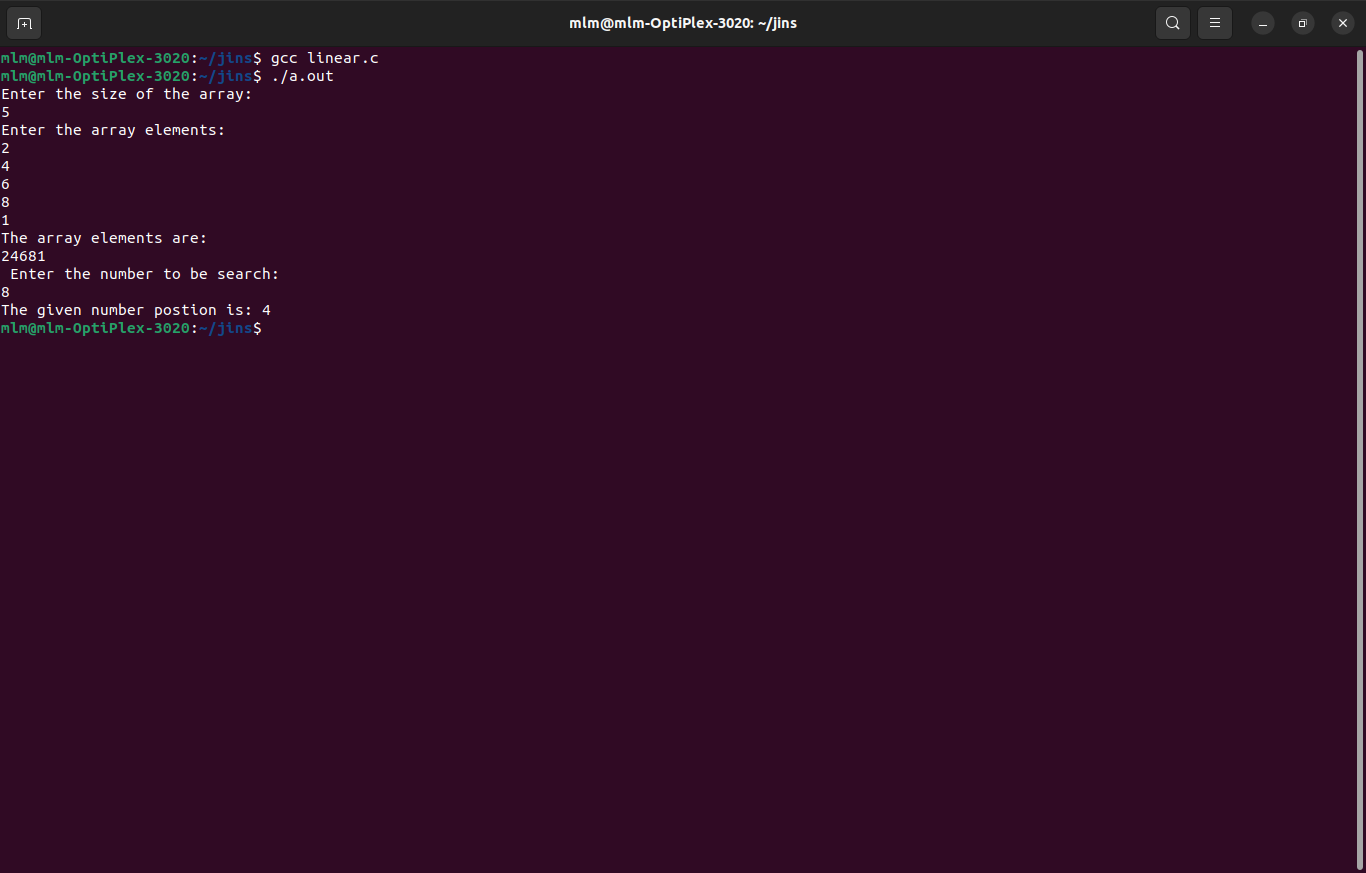 mlm@mlm-OptiPlex-3020: ~/jins
mlm@mlm-OptiPlex-3020:~/jins$ gcc linear.c
mlm@mlm-OptiPlex-3020:~/jins$ ./a.out
Enter the size of the array:
5
Enter the array elements:
2
4
6
8
1
The array elements are:
24681
 Enter the number to be search:
8
The given number postion is: 4
mlm@mlm-OptiPlex-3020:~/jins$